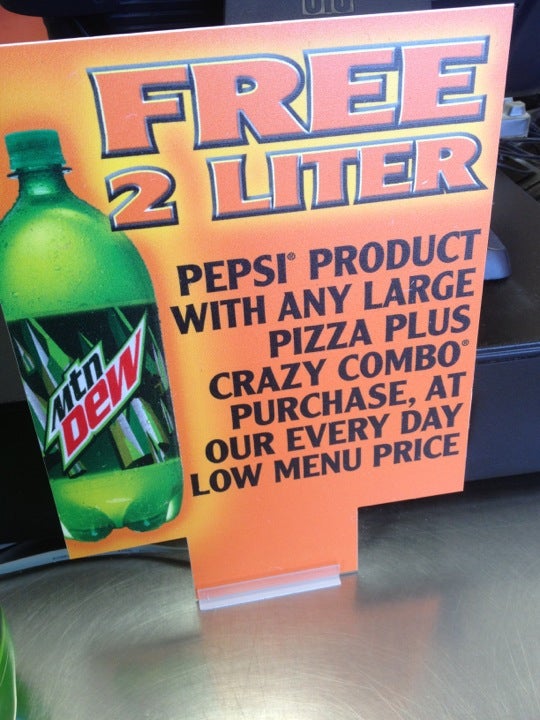 FREE
2 LITER
PEPSI® PRODUCT
WITH ANY LARGE
PIZZA PLUS
CRAZY COMBO®
PURCHASE, AT
OUR EVERY DAY
LOW MENU PRICE
Mtn
Dew